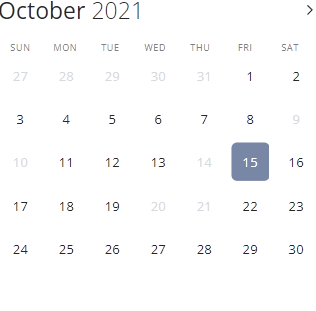 October 2021
SUN MON TUE WED THU FRI SAT
27 28 29 30 31 1 2
3 4 5 6 7 8 9
10 11 12 13 14 15 16
17 18 19 20 21 22 23
24 25 26 27 28 29 30